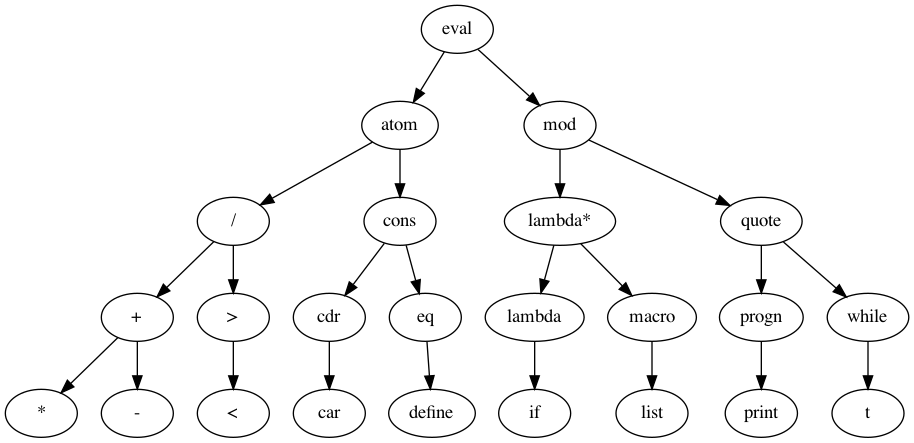 eval
atom mod
/ cons lambda* quote
+ > cdr eq lambda macro progn while
* - < car define if list print t